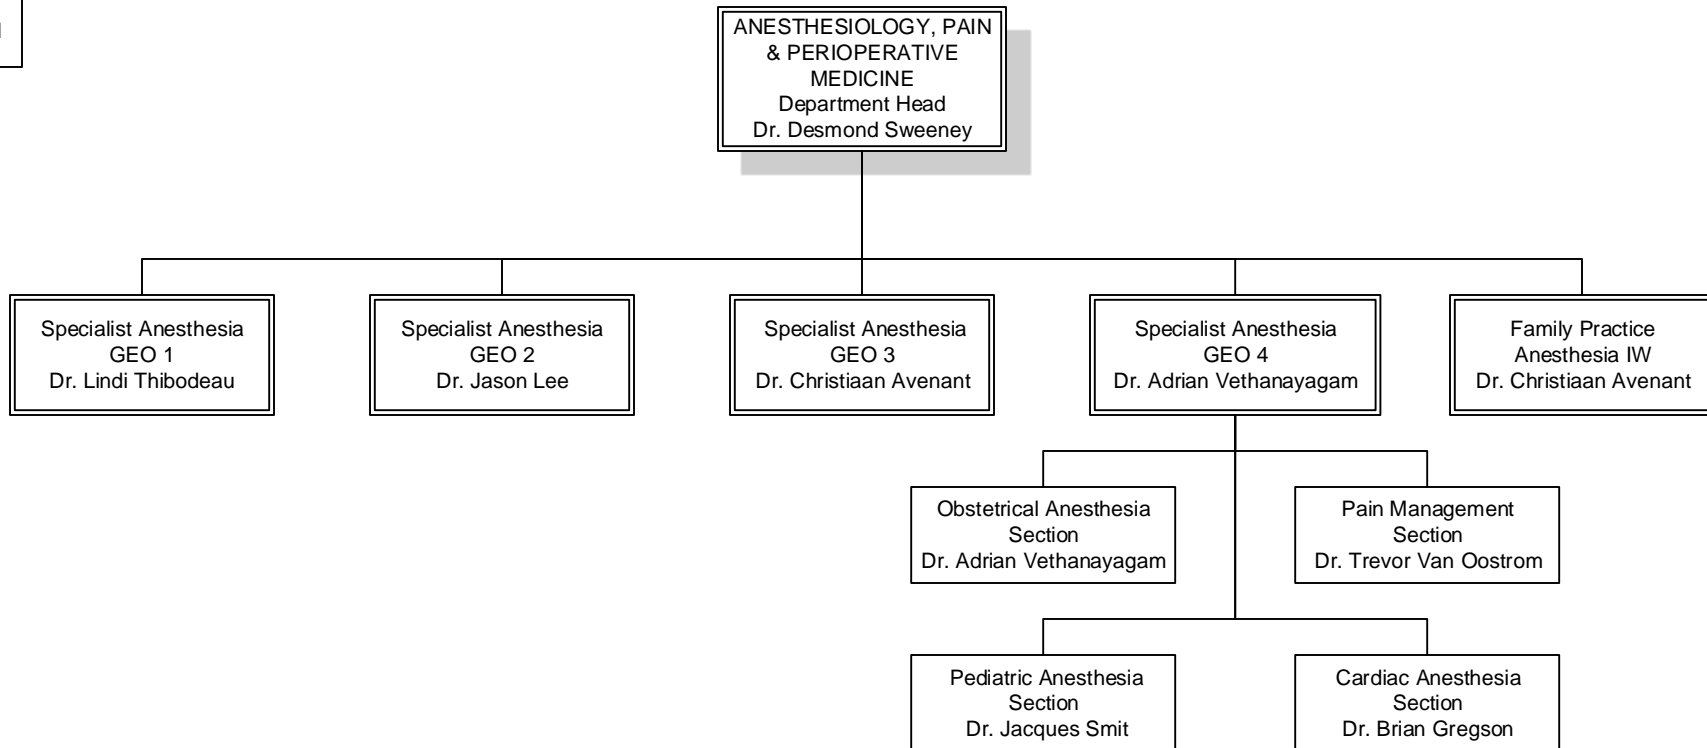 ANESTHESIOLOGY, PAIN
& PERIOPERATIVE
MEDICINE
Department Head
Dr. Desmond Sweeney
Specialist Anesthesia
GEO 1
Dr. Lindi Thibodeau
Specialist Anesthesia
GEO 2
Dr. Jason Lee
Specialist Anesthesia
GEO 3
Dr. Christiaan Avenant
Specialist Anesthesia
GEO 4
Dr. Adrian Vethanayagam
Family Practice
Anesthesia IW
Dr. Christiaan Avenant
Obstetrical Anesthesia
Section
Dr. Adrian Vethanayagam
Pain Management
Section
Dr. Trevor Van Oostrom
Pediatric Anesthesia
Section
Dr. Jacques Smit
Cardiac Anesthesia
Section
Dr. Brian Gregson